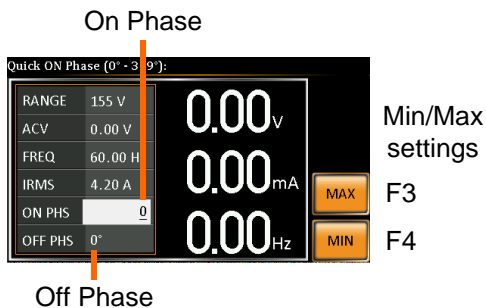 On Phase
Quick ON Phase (0° - 3 9°):
RANGE 155 V
ACV 0.00 V
FREQ 60.00 H
IRMS 4.20 A
ON PHS 0
OFF PHS 0°
0.00V
0.00mA
0.00Hz
Min/Max
settings
MAX F3
MIN F4
Off Phase